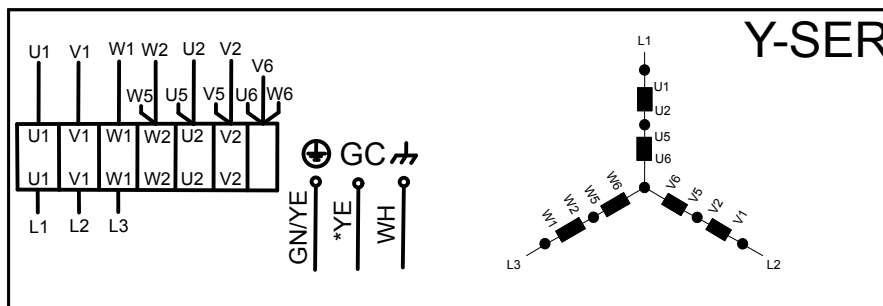 Y-SER
U1 V1 W1 W2 U2 V2 V6
W5 U5 V5 U6 W6
U1 V1 W1 W2 U2 V2
U1 V1 W1 W2 U2 V2
L1 L2 L3
GC
GN/YE *YE WH
L1
U1
U2
U5
U6
W6 W5 W2 W1
V6 V5 V2 V1
L3 L2